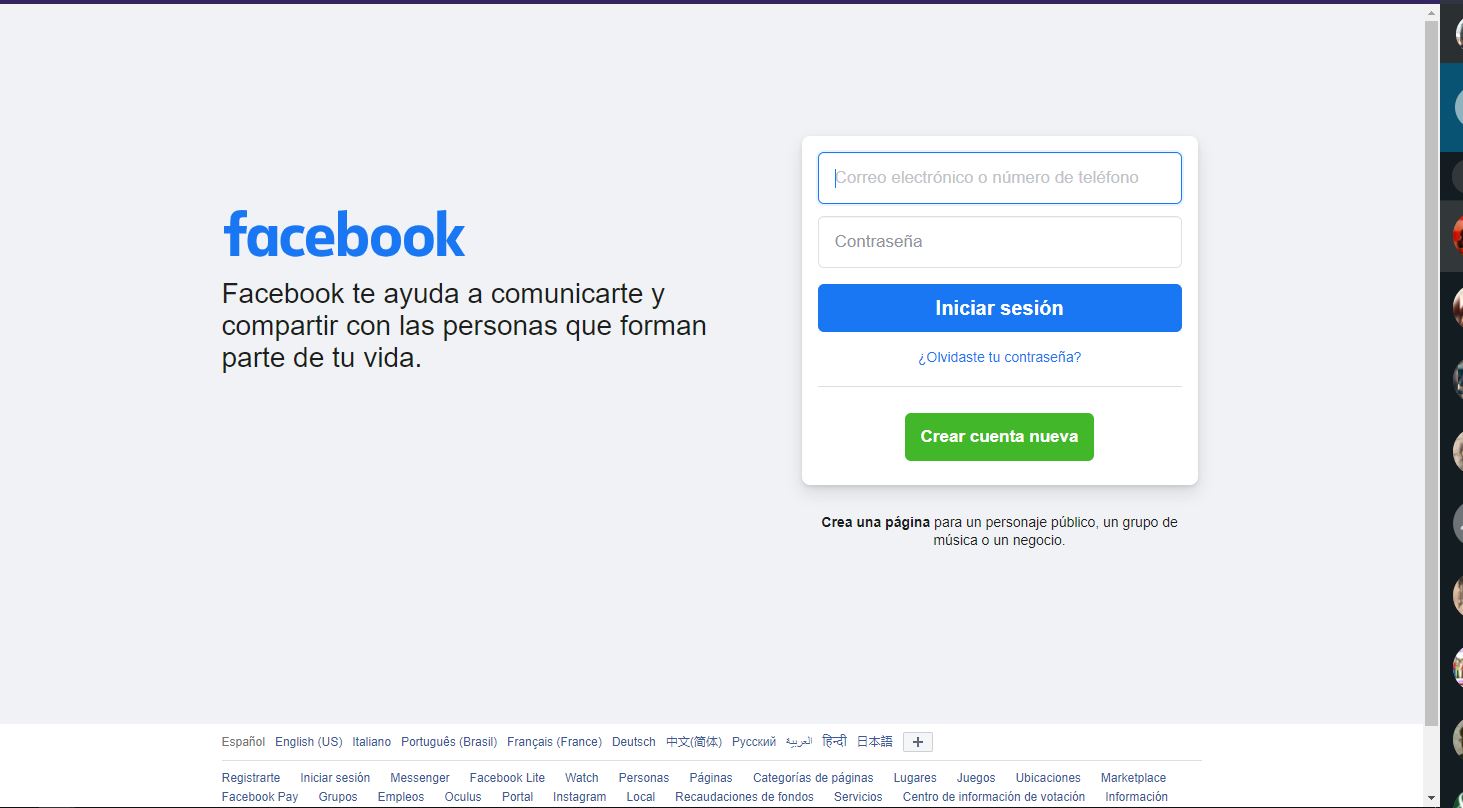 facebook
Facebook te ayuda a comunicarte y
compartir con las personas que forman
parte de tu vida.
Correo electrónico o número de teléfono
Contraseña
Iniciar sesión
¿Olvidaste tu contraseña?
Crear cuenta nueva
Crea una página para un personaje público, un grupo de
música o un negocio.
Español English (US) Italiano Português (Brasil) Français (France) Deutsch 中文(简体) Русский العربية हिन्दी 日本語 +
Registrarte Iniciar sesión Messenger Facebook Lite Watch Personas Páginas Categorías de páginas Lugares Juegos Ubicaciones Marketplace
Facebook Pay Grupos Empleos Oculus Portal Instagram Local Recaudaciones de fondos Servicios Centro de información de votación Información